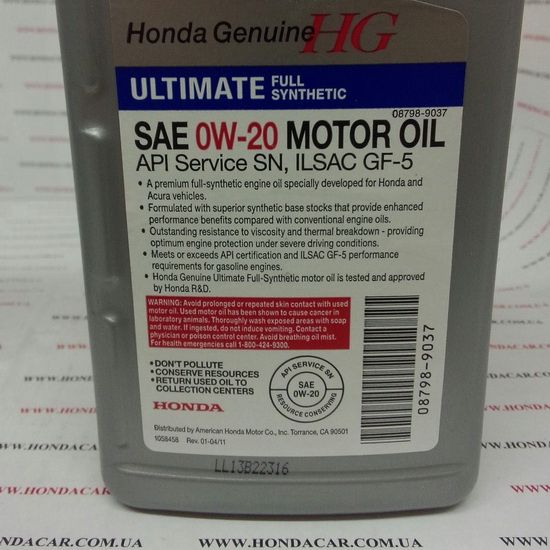 Honda Genuine HG
ULTIMATE FULL
SYNTHETIC
08798-9037
SAE 0W-20 MOTOR OIL
API Service SN, ILSAC GF-5
• A premium full-synthetic engine oil specially developed for Honda and
Acura vehicles.
• Formulated with superior synthetic base stocks that provide enhanced
performance benefits compared with conventional engine oils.
• Outstanding resistance to viscosity and thermal breakdown - providing
optimum engine protection under severe driving conditions.
• Meets or exceeds API certification and ILSAC GF-5 performance
requirements for gasoline engines.
• Honda Genuine Ultimate Full-Synthetic motor oil is tested and approved
by Honda R&D.
WARNING: Avoid prolonged or repeated skin contact with used
motor oil. Used motor oil has been shown to cause cancer in
laboratory animals. Thoroughly wash exposed areas with soap
and water. If ingested, do not induce vomiting. Contact a
physician or poison control center. Avoid breathing oil mist.
For health emergencies call 1-800-424-9300.
08798-9037
• DON'T POLLUTE
• CONSERVE RESOURCES
• RETURN USED OIL TO
COLLECTION CENTERS
HONDA
API SERVICE SN
SAE
0W-20
RESOURCE CONSERVING
Distributed by American Honda Motor Co., Inc. Torrance, CA 90501
1058458 Rev. 01-04/11
LL13B22316
WWW.HONDACAR.COM.UA
WWW.HONDACAR.COM.UA